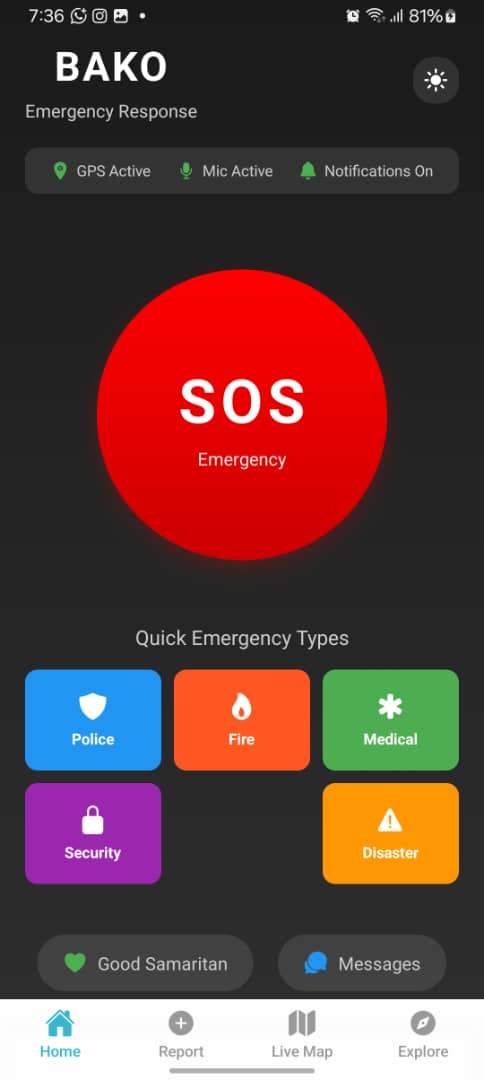 7:36 81%
BAKO
Emergency Response
GPS Active Mic Active Notifications On
SOS
Emergency
Quick Emergency Types
Police Fire Medical
Security Disaster
Good Samaritan Messages
Home Report Live Map Explore